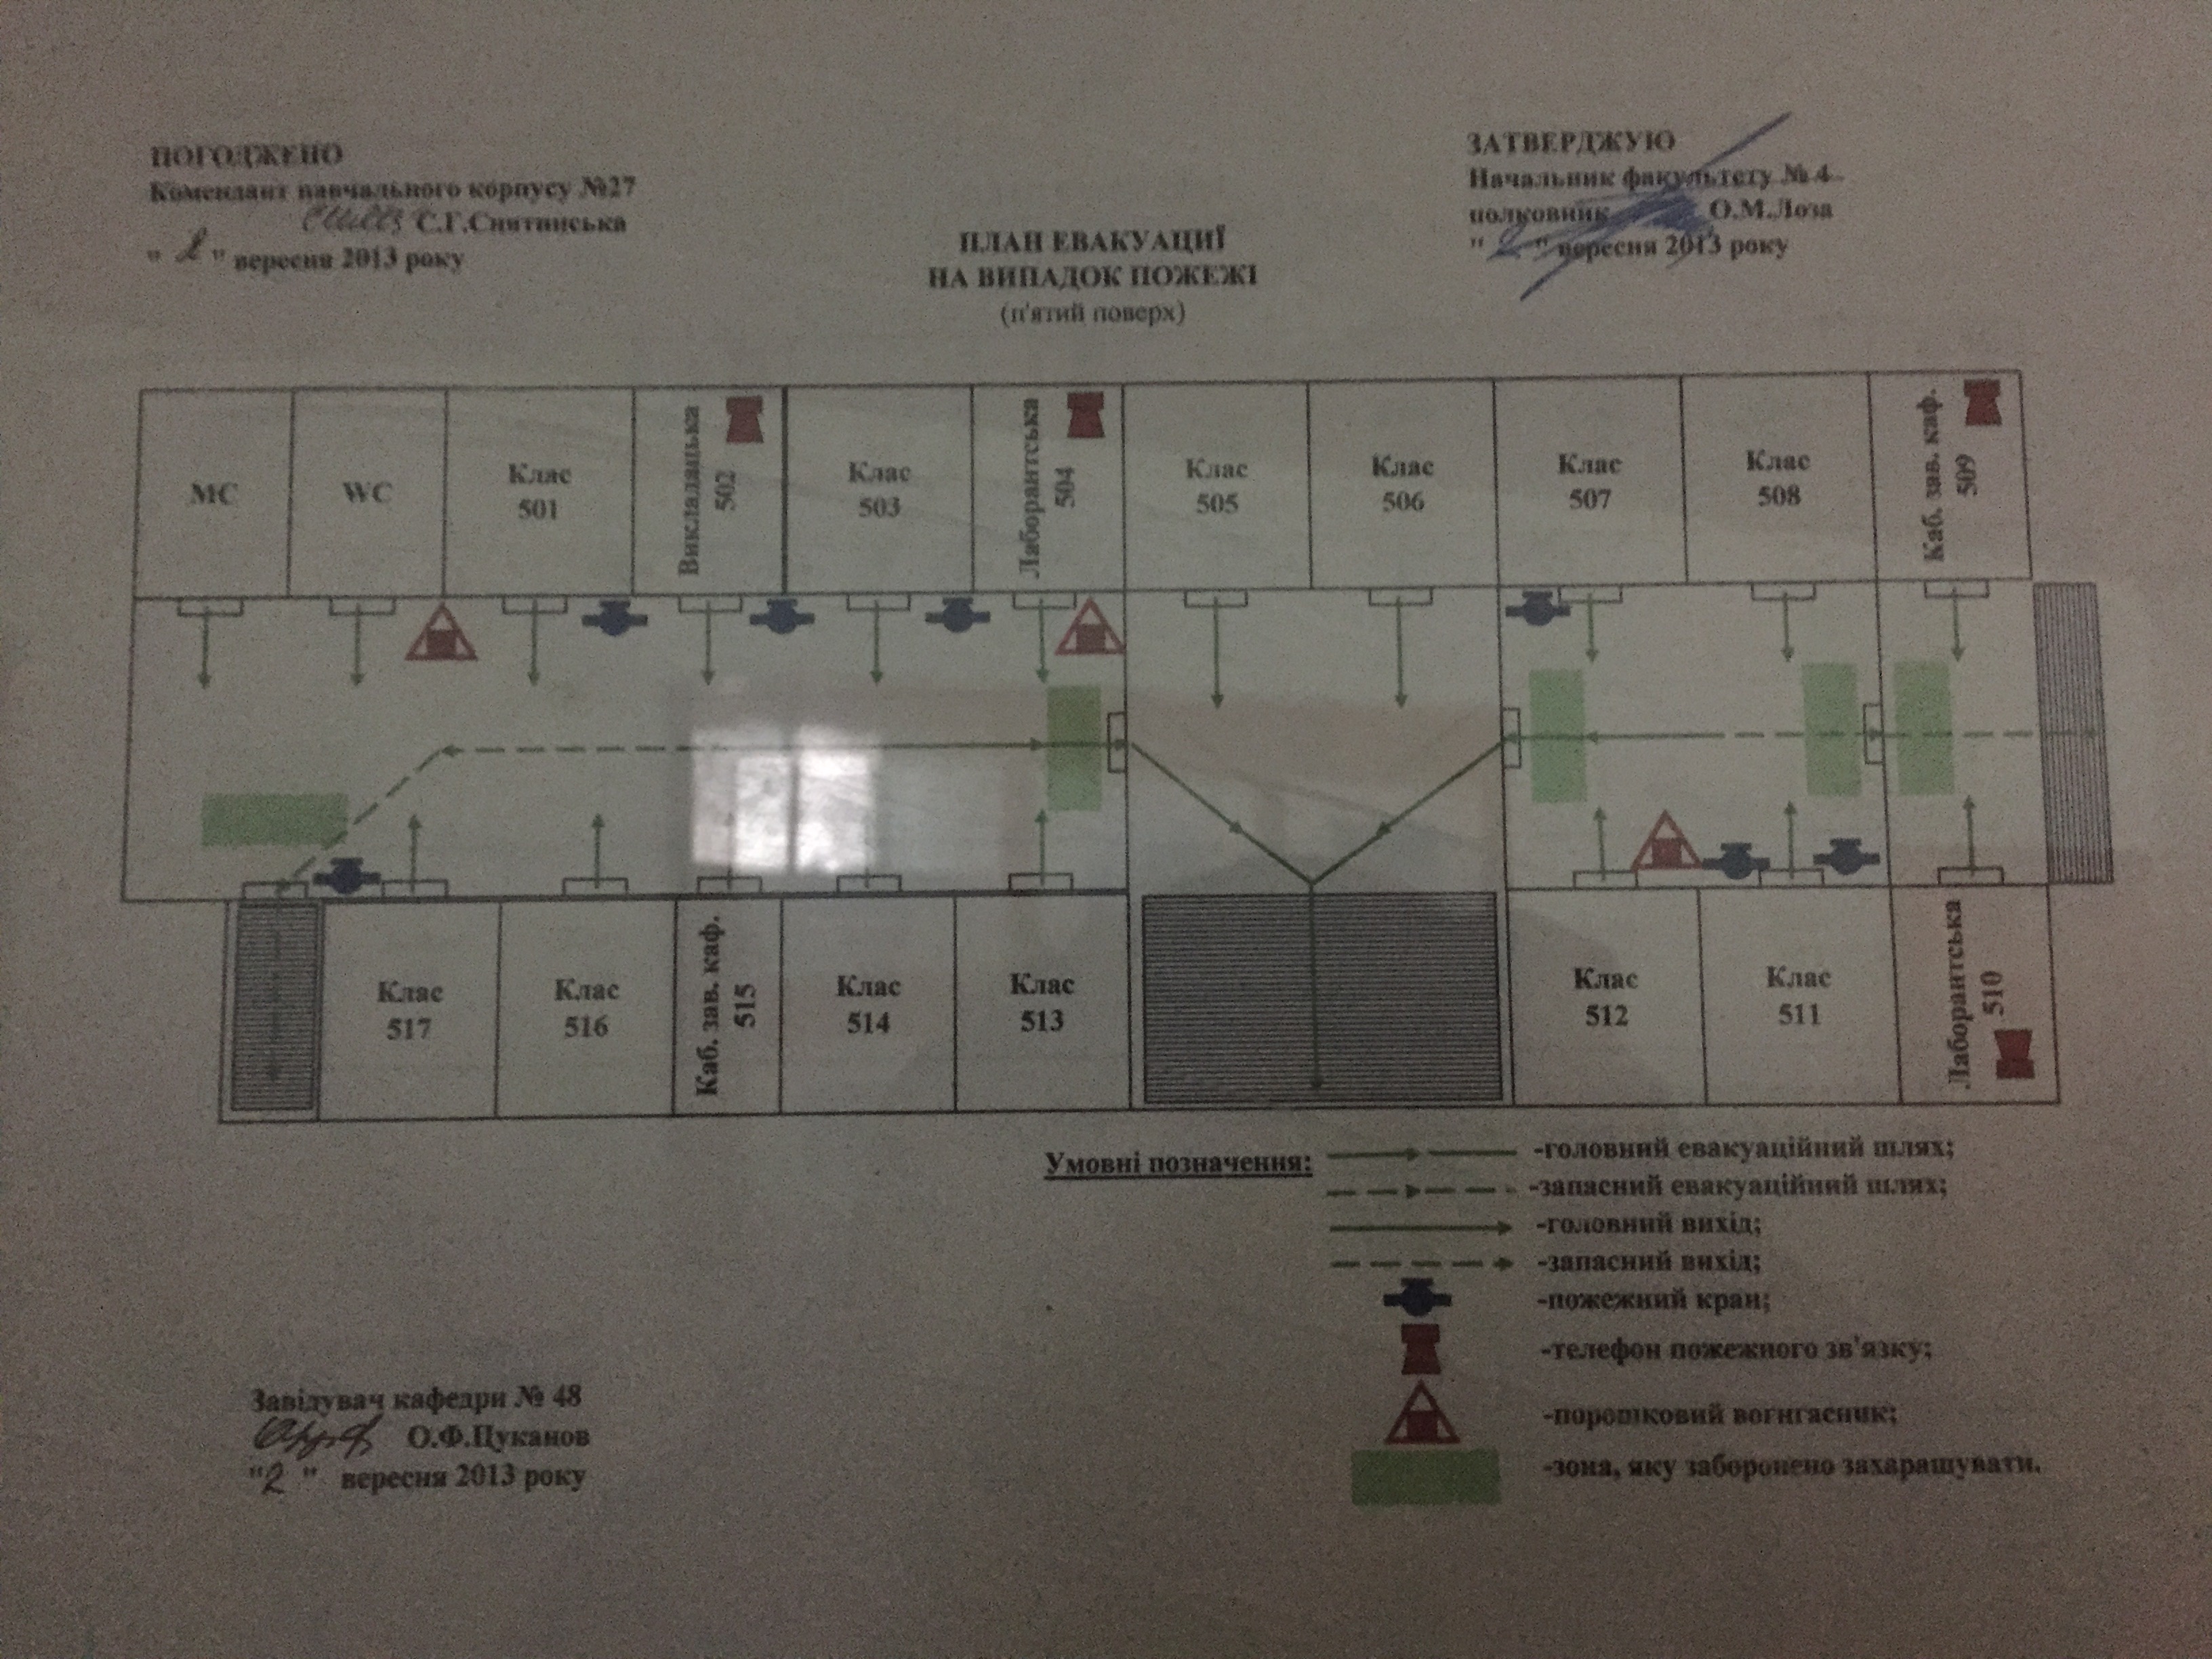 ПОГОДЖЕНО
Комендант навчального корпусу №27
С.Г.Снятинська
" 2 " вересня 2013 року
ЗАТВЕРДЖУЮ
Начальник факультету № 4
полковник О.М.Лоза
" 2 " вересня 2013 року
ПЛАН ЕВАКУАЦИЇ
НА ВИПАДОК ПОЖЕЖІ
(п'ятий поверх)
МС
WC
Клас
501
Викладацька
502
Клас
503
Лаборантська
504
Клас
505
Клас
506
Клас
507
Клас
508
Каб. зав. каф.
509
Клас
517
Клас
516
Каб. зав. каф.
515
Клас
514
Клас
513
Клас
512
Клас
511
Лаборантська
510
Умовні позначення:
-головний евакуаційний шлях;
-запасний евакуаційний шлях;
-головний вихід;
-запасний вихід;
-пожежний кран;
-телефон пожежного зв'язку;
-порошковий вогнгасник;
-зона, яку заборонено захаращувати.
Завідувач кафедри № 48
О.Ф.Цуканов
"2 " вересня 2013 року